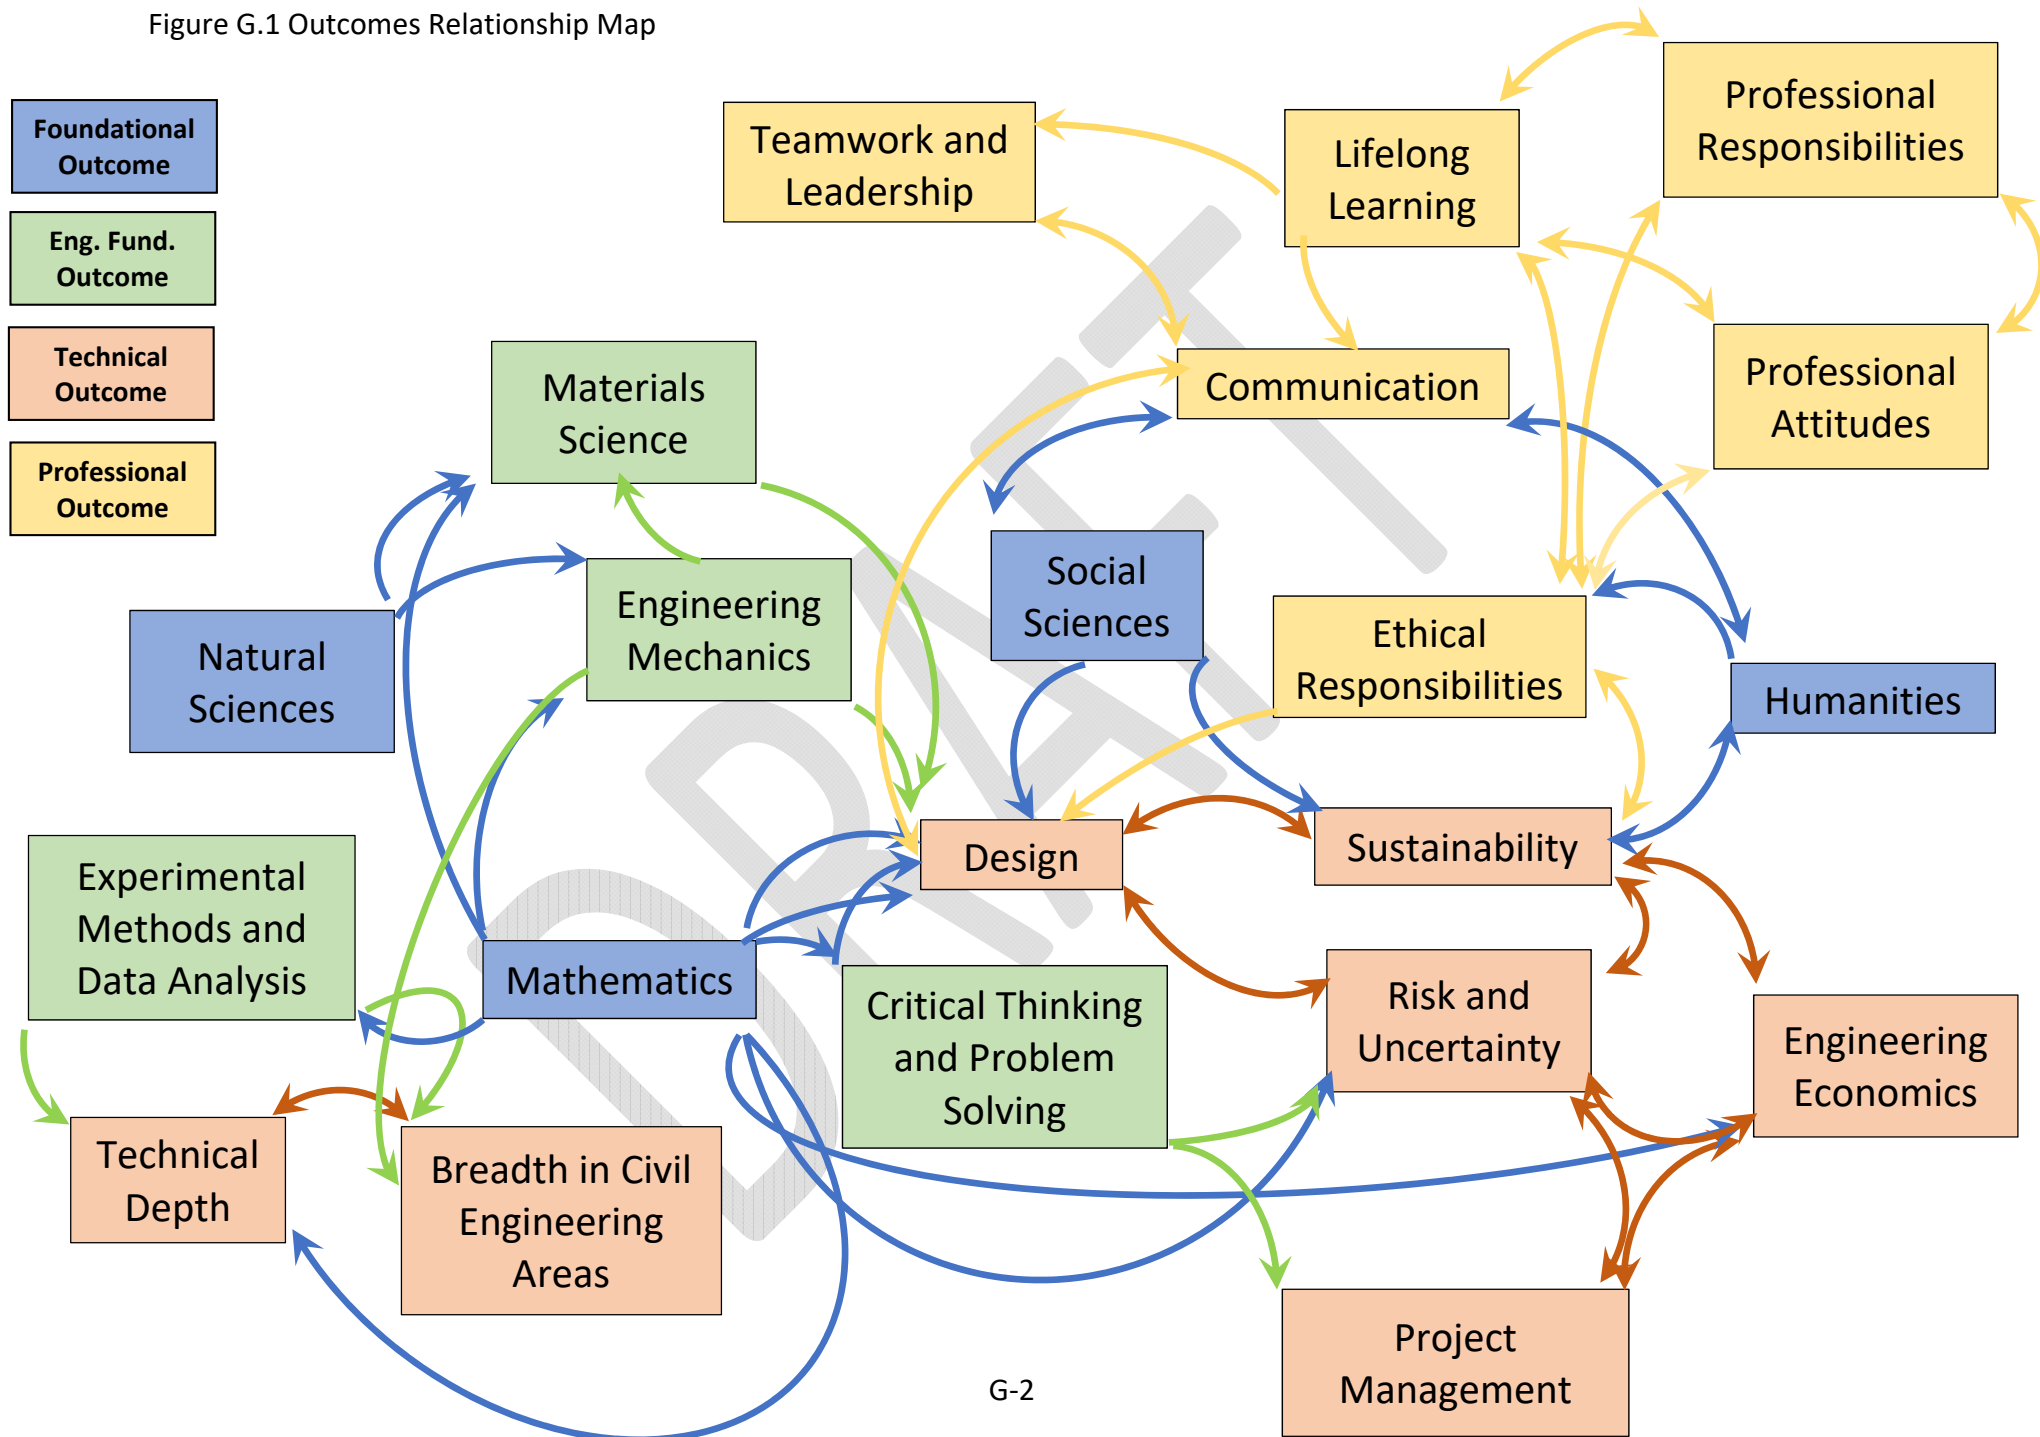 Figure G.1 Outcomes Relationship Map
Foundational
Outcome
Eng. Fund.
Outcome
Technical
Outcome
Professional
Outcome
Teamwork and
Leadership
Lifelong
Learning
Professional
Responsibilities
Materials
Science
Communication
Professional
Attitudes
Natural
Sciences
Engineering
Mechanics
Social
Sciences
Ethical
Responsibilities
Humanities
Experimental
Methods and
Data Analysis
Mathematics
Design
Sustainability
Critical Thinking
and Problem
Solving
Risk and
Uncertainty
Engineering
Economics
Technical
Depth
Breadth in Civil
Engineering
Areas
Project
Management
DRAFT
G-2